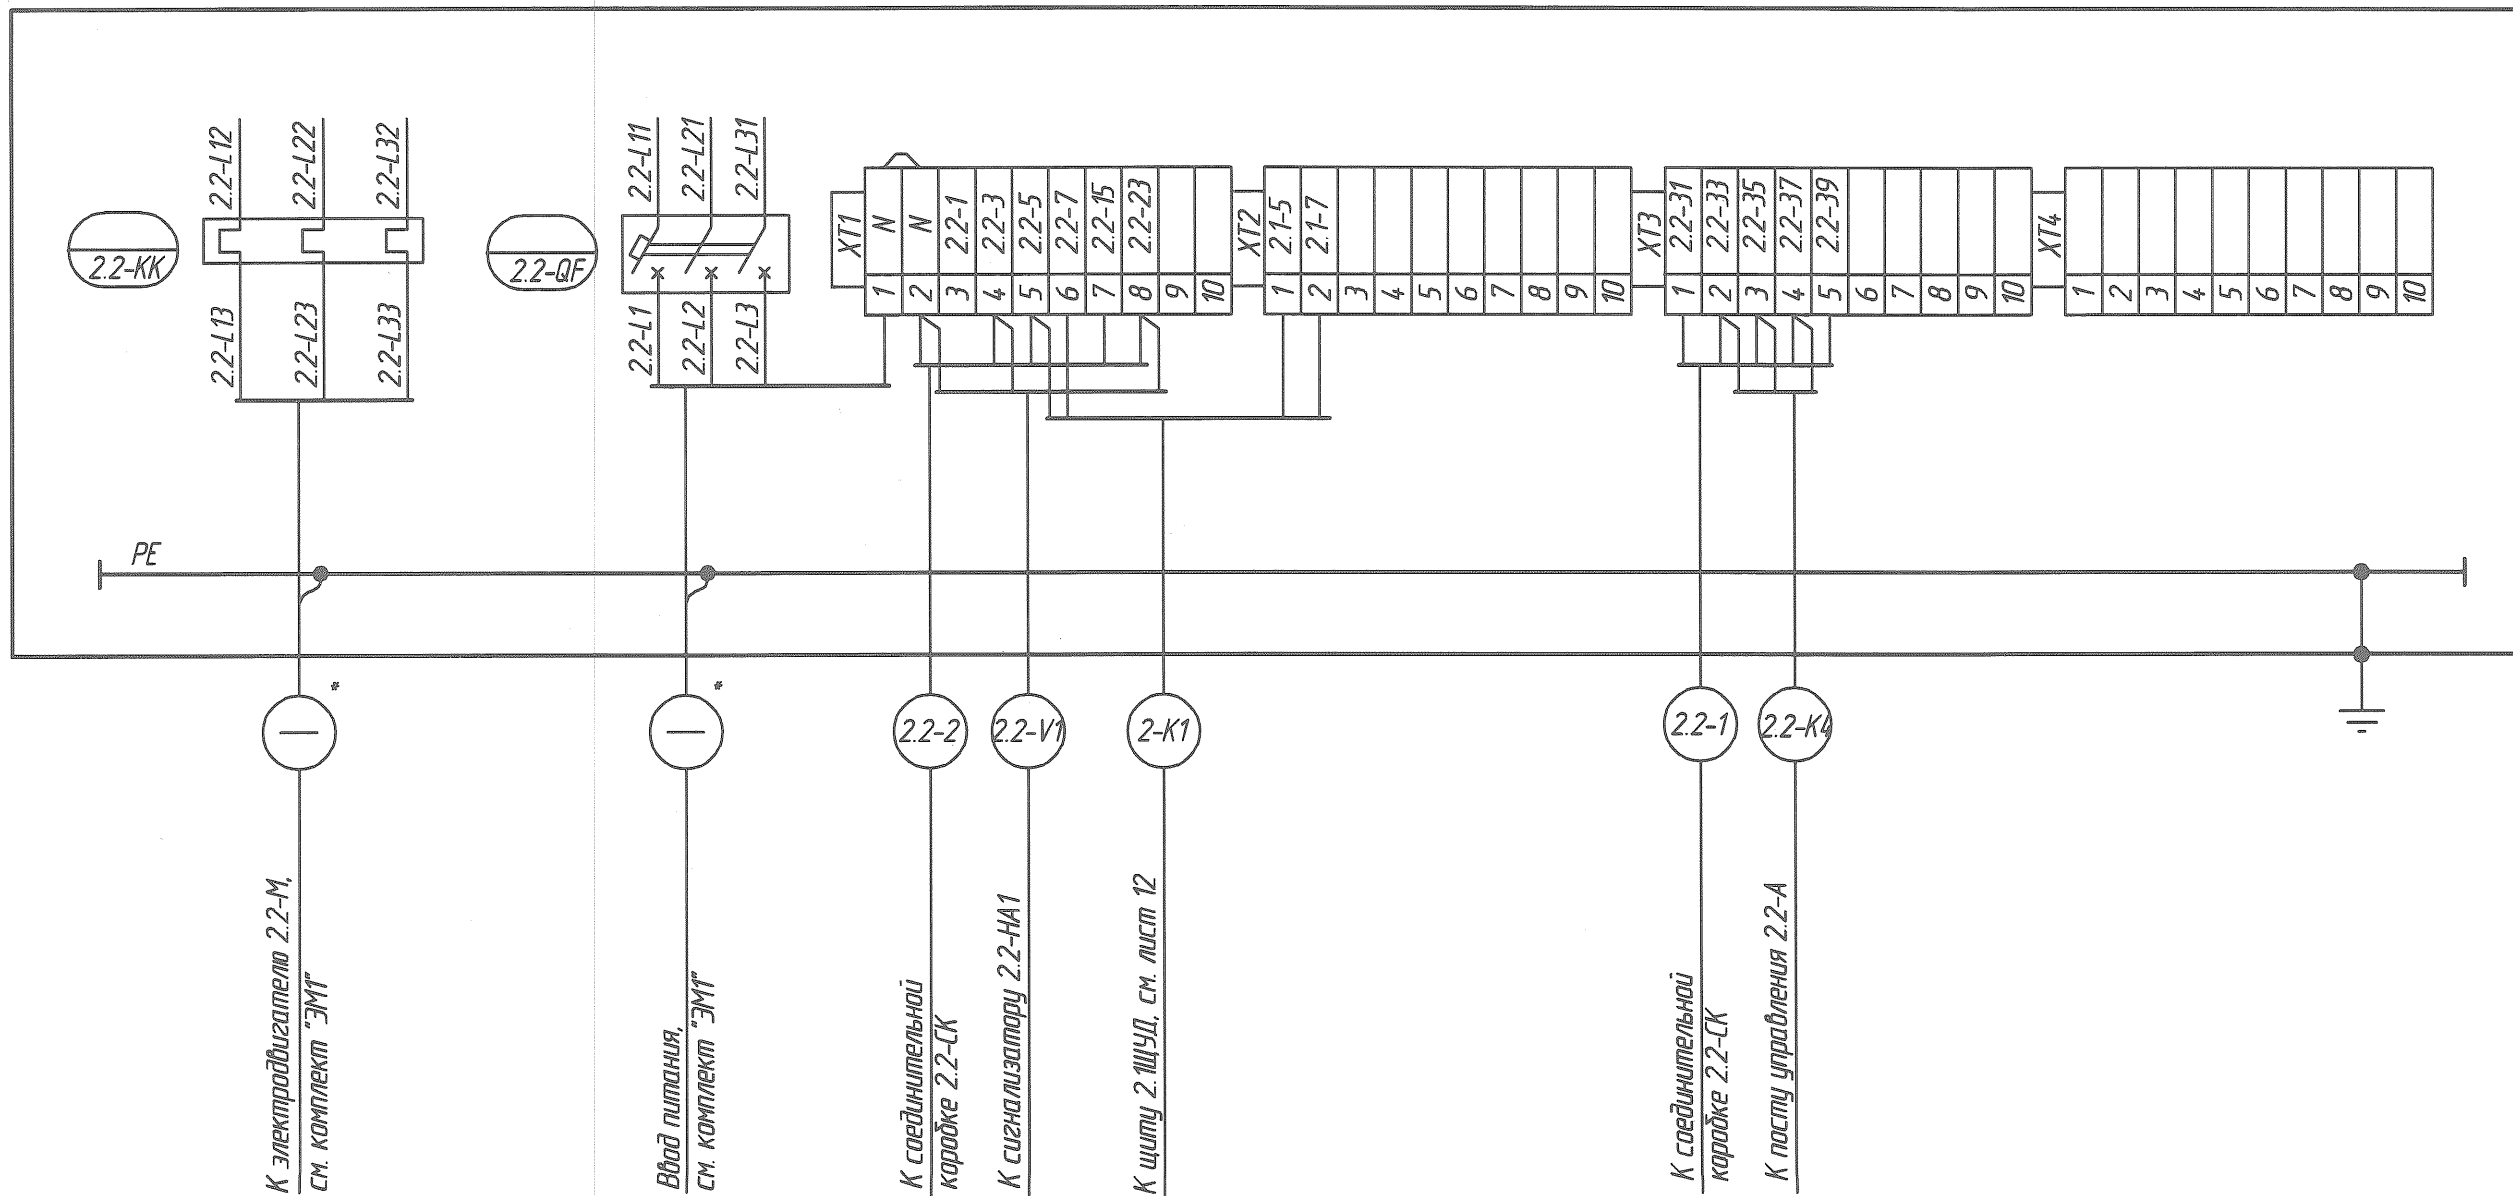 2.2-L12
2.2-L22
2.2-L32
2.2-KK
2.2-L13
2.2-L23
2.2-L33
2.2-L11
2.2-L21
2.2-L31
2.2-QF
2.2-L1
2.2-L2
2.2-L3
XT1
N
N
2.2-1
2.2-3
2.2-5
2.2-7
2.2-15
2.2-23
1
2
3
4
5
6
7
8
9
10
XT2
2.1-5
2.1-7
1
2
3
4
5
6
7
8
9
10
XT3
2.2-31
2.2-33
2.2-35
2.2-37
2.2-39
1
2
3
4
5
6
7
8
9
10
XT4
1
2
3
4
5
6
7
8
9
10
PE
*
*
2.2-2
2.2-V1
2-K1
2.2-1
2.2-K4
К электродвигателю 2.2-М,
см. комплект "ЭМ1"
Ввод питания,
см. комплект "ЭМ1"
К соединительной
коробке 2.2-СК
К сигнализатору 2.2-НА1
К щиту 2.1ЩУД, см. лист 12
К соединительной
коробке 2.2-СК
К посту управления 2.2-А